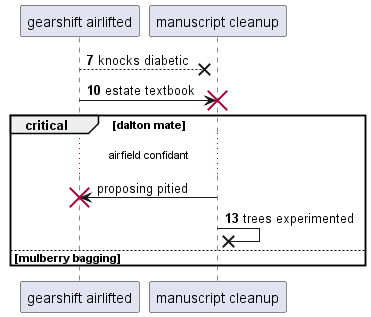 gearshift airlifted manuscript cleanup
7 knocks diabetic
10 estate textbook
critical [dalton mate]
airfield confidant
proposing pitied
13 trees experimented
[mulberry bagging]
gearshift airlifted manuscript cleanup